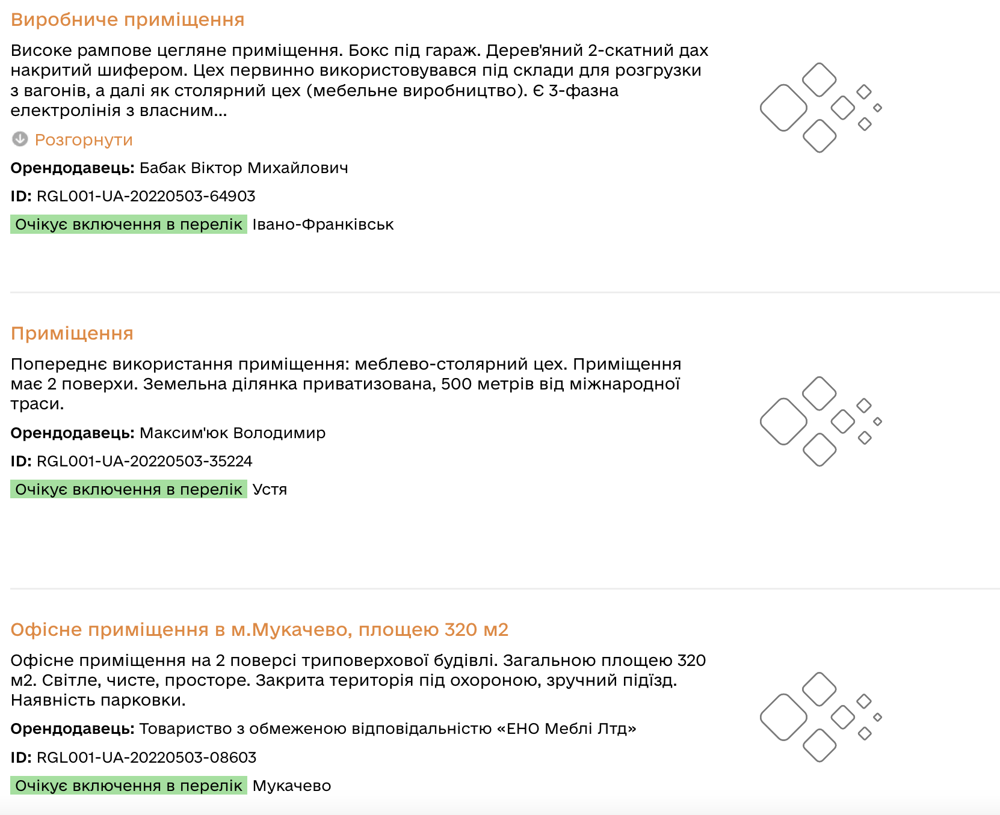 Виробниче приміщення
Високе рампове цегляне приміщення. Бокс під гараж. Дерев'яний 2-скатний дах
накритий шифером. Цех первинно використовувався під склади для розгрузки
з вагонів, а далі як столярний цех (мебельне виробництво). Є 3-фазна
електролінія з власним...
Розгорнути
Орендодавець: Бабак Віктор Михайлович
ID: RGL001-UA-20220503-64903
Очікує включення в перелік Івано-Франківськ
Приміщення
Попереднє використання приміщення: меблево-столярний цех. Приміщення
має 2 поверхи. Земельна ділянка приватизована, 500 метрів від міжнародної
траси.
Орендодавець: Максим'юк Володимир
ID: RGL001-UA-20220503-35224
Очікує включення в перелік Устя
Офісне приміщення в м.Мукачево, площею 320 м2
Офісне приміщення на 2 поверсі триповерхової будівлі. Загальною площею 320
м2. Світле, чисте, просторе. Закрита територія під охороною, зручний підїзд.
Наявність парковки.
Орендодавець: Товариство з обмеженою відповідальністю «ЕНО Меблі Лтд»
ID: RGL001-UA-20220503-08603
Очікує включення в перелік Мукачево